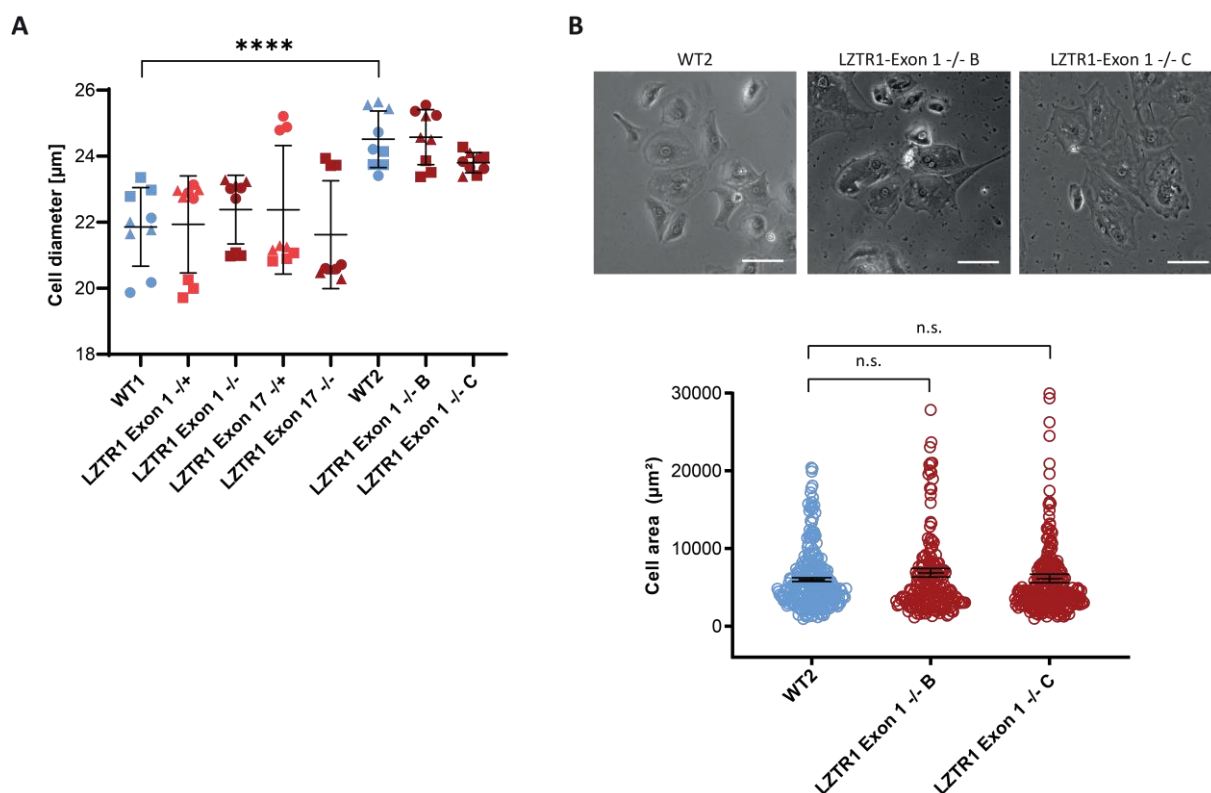 A
****
Cell diameter [µm]
26
24
22
20
18
WT1
LZTR1 Exon 1 -/+
LZTR1 Exon 1 -/-
LZTR1 Exon 17 -/+
LZTR1 Exon 17 -/-
WT2
LZTR1 Exon 1 -/- B
LZTR1 Exon 1 -/- C
B
WT2
LZTR1-Exon 1 -/- B
LZTR1-Exon 1 -/- C
n.s.
n.s.
Cell area (µm²)
30000
20000
10000
0
WT2
LZTR1 Exon 1 -/- B
LZTR1 Exon 1 -/- C